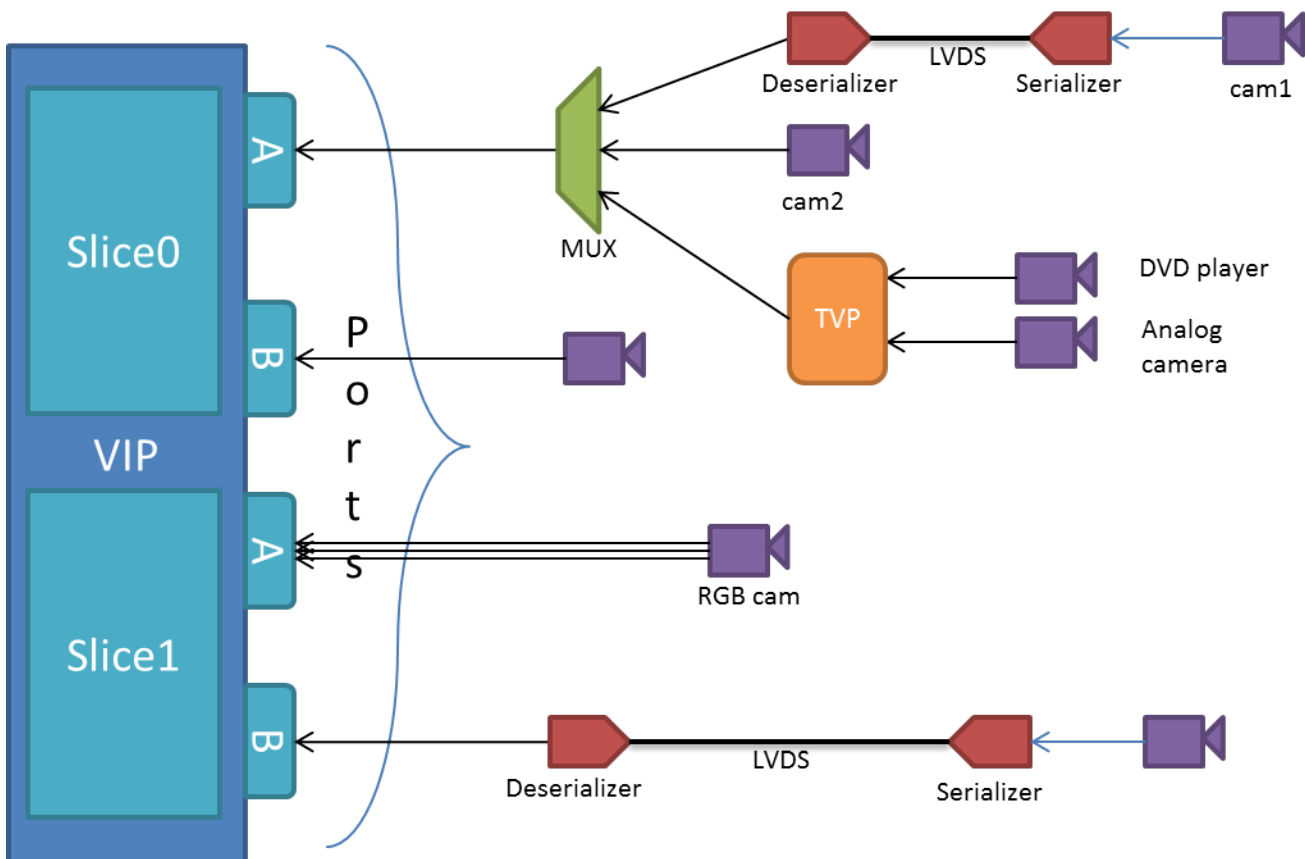 LVDS
Deserializer
Serializer
cam1
A
Slice0
cam2
MUX
DVD player
TVP
Analog
camera
B
Ports
VIP
A
RGB cam
Slice1
B
LVDS
Deserializer
Serializer